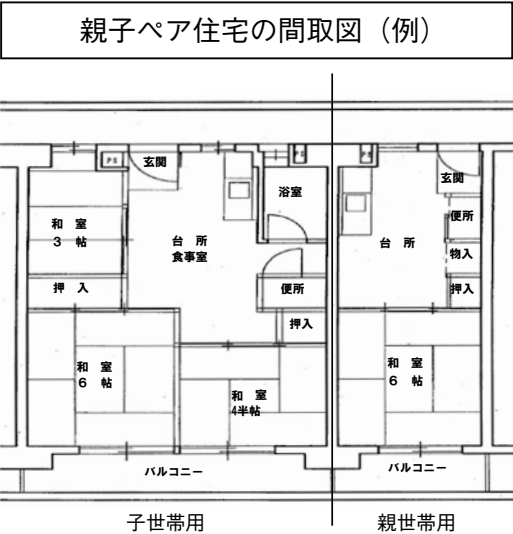 親子ペア住宅の間取図（例）
PS
玄関
PS
PS
玄関
和 室
3 帖
台 所
食事室
浴室
台 所
便所
物入
押 入
便所
押入
押入
和 室
6 帖
和 室
4半帖
和 室
6 帖
バルコニー
バルコニー
子世帯用
親世帯用